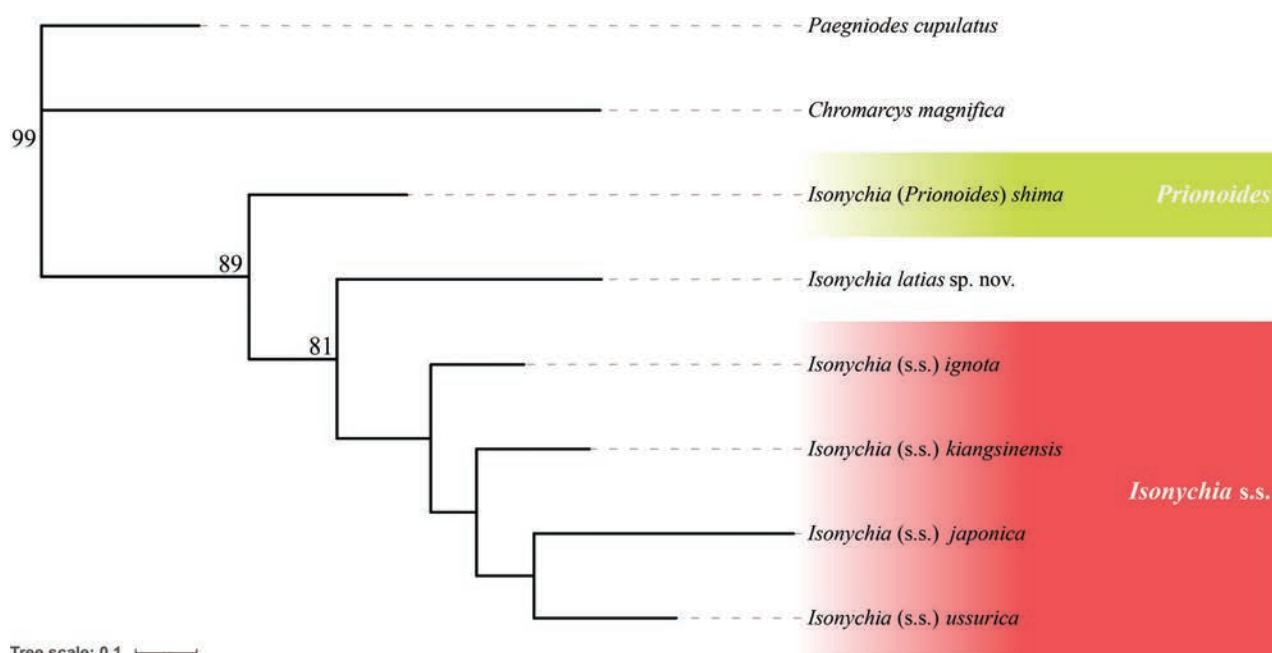 Paegniodes cupulatus
Chromarcys magnifica
99
Isonychia (Prionoides) shima
Prionoides
89
Isonychia latias sp. nov.
81
Isonychia (s.s.) ignota
Isonychia (s.s.) kiangsinensis
Isonychia s.s.
Isonychia (s.s.) japonica
Isonychia (s.s.) ussurica
Tree scale: 0.1